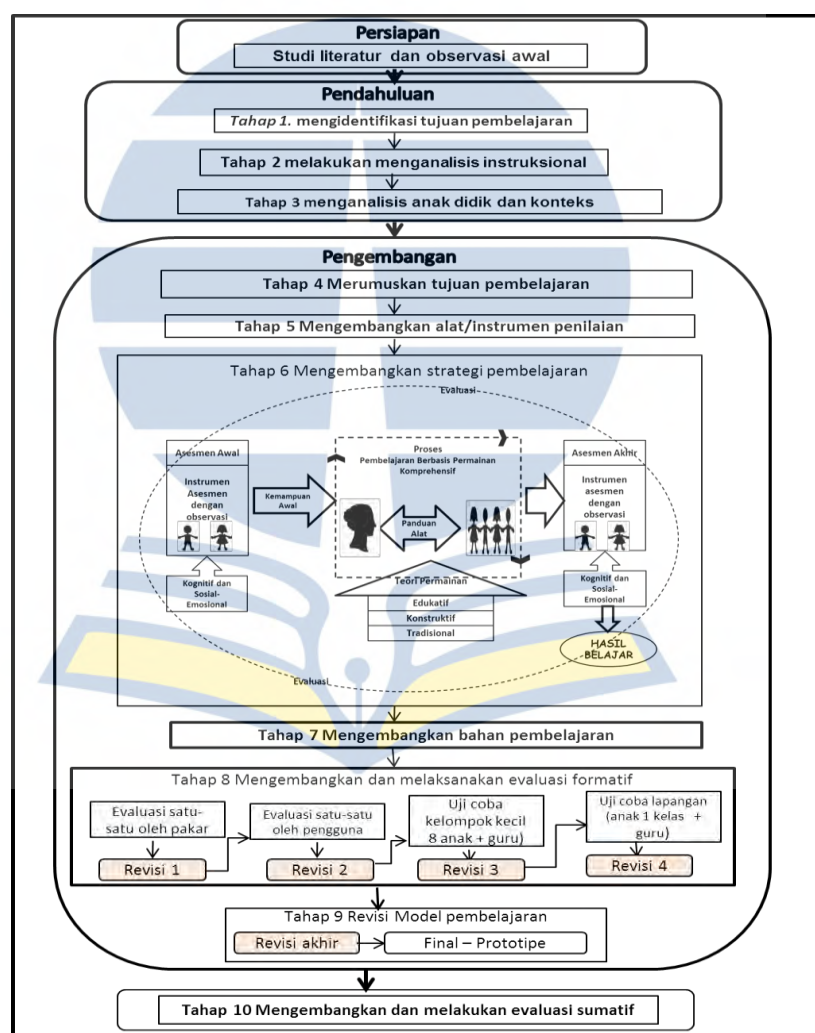 Persiapan
Studi literatur dan observasi awal
Pendahuluan
Tahap 1. mengidentifikasi tujuan pembelajaran
Tahap 2 melakukan menganalisis instruksional
Tahap 3 menganalisis anak didik dan konteks
Pengembangan
Tahap 4 Merumuskan tujuan pembelajaran
Tahap 5 Mengembangkan alat/instrumen penilaian
Tahap 6 Mengembangkan strategi pembelajaran
Evaluasi
Asesmen Awal
Instrumen
Asesmen
dengan
observasi
Kognitif dan
Sosial-
Emosional
Kemampuan
Awal
Proses
Pembelajaran Berbasis Permainan
Komprehensif
Panduan
Alat
Teori Permainan
Edukatif
Konstruktif
Tradisional
Asesmen Akhir
Instrumen
asesmen
dengan
observasi
Kognitif dan
Sosial-
Emosional
HASIL
BELAJAR
Evaluasi
Tahap 7 Mengembangkan bahan pembelajaran
Tahap 8 Mengembangkan dan melaksanakan evaluasi formatif
Evaluasi satu-
satu oleh pakar
Revisi 1
Evaluasi satu-satu
oleh pengguna
Revisi 2
Uji coba
kelompok kecil
8 anak + guru)
Revisi 3
Uji coba lapangan
(anak 1 kelas +
guru)
Revisi 4
Tahap 9 Revisi Model pembelajaran
Revisi akhir
Final – Prototipe
Tahap 10 Mengembangkan dan melakukan evaluasi sumatif